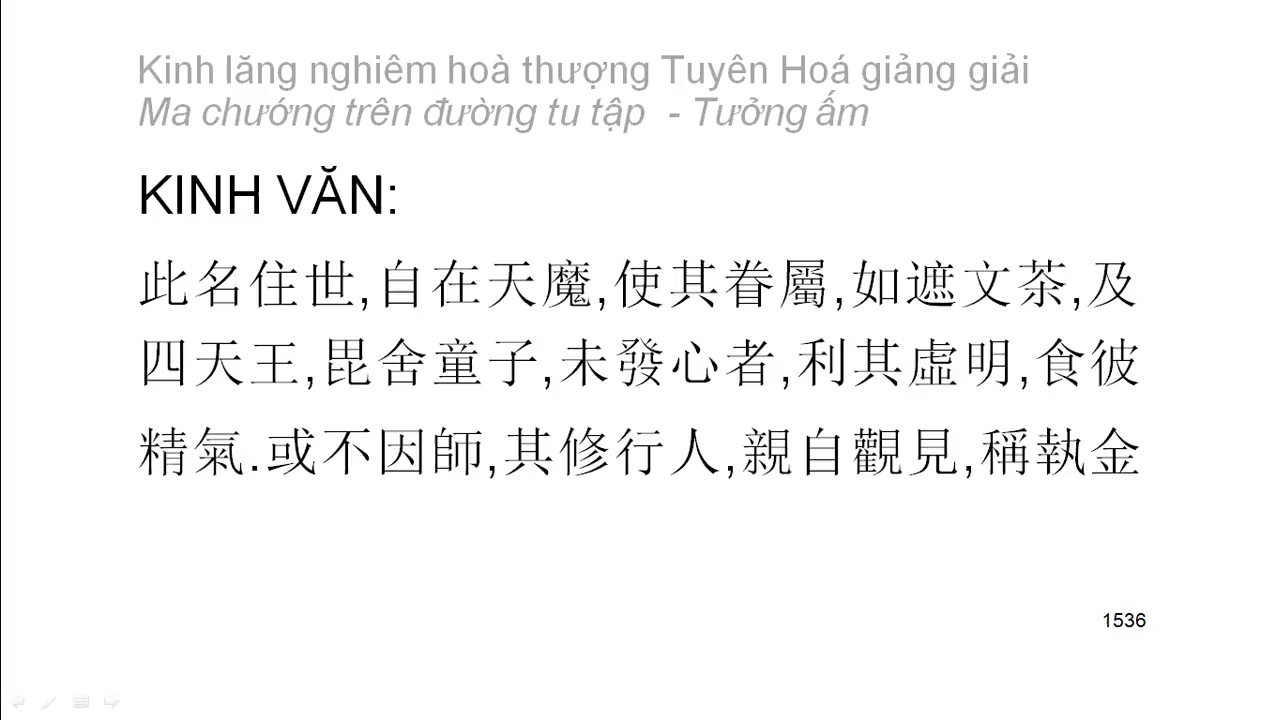 Kinh lăng nghiêm hoà thượng Tuyên Hoá giảng giải
Ma chướng trên đường tu tập - Tưởng ấm
KINH VĂN:
此名住世,自在天魔,使其眷屬,如遮文茶,及
四天王,毘舍童子,未發心者,利其虛明,食彼
精氣.或不因師,其修行人,親自觀見,稱執金
1536